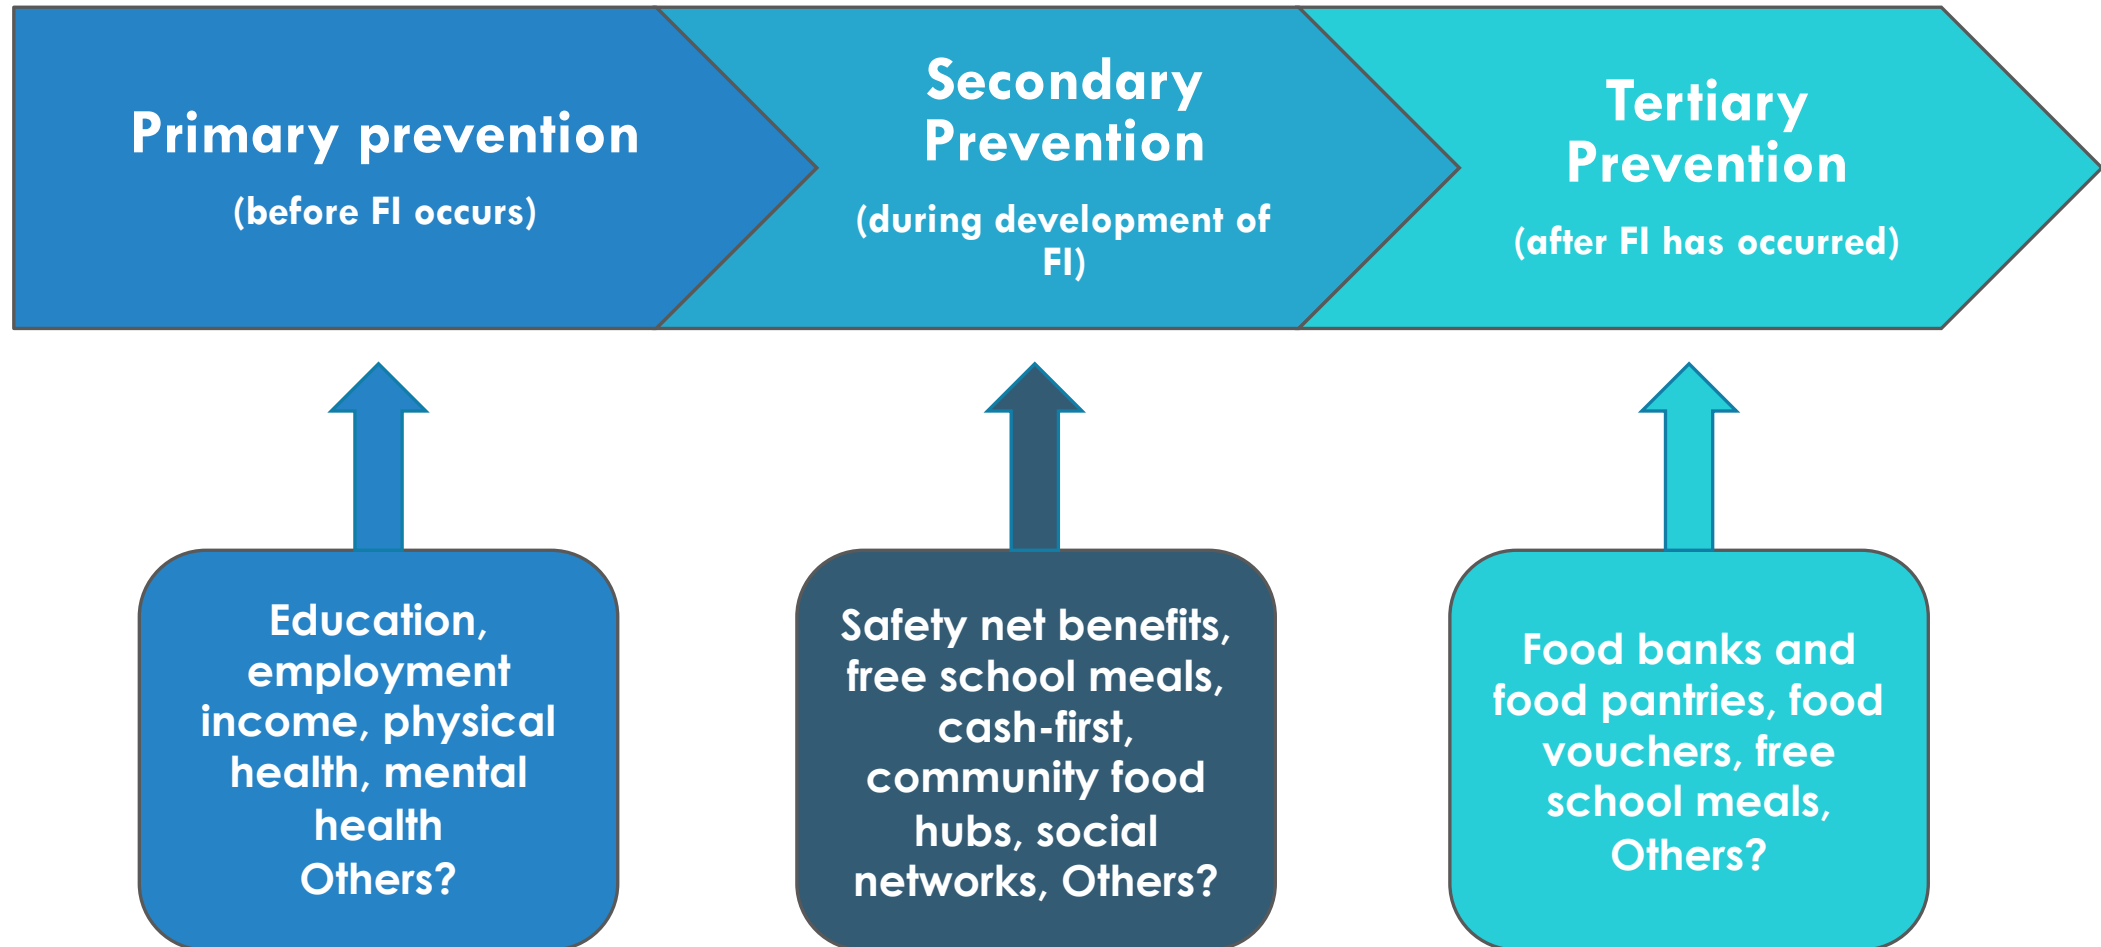 Primary prevention
(before FI occurs)
Secondary
Prevention
(during development of
FI)
Tertiary
Prevention
(after FI has occurred)
Education,
employment
income, physical
health, mental
health
Others?
Safety net benefits,
free school meals,
cash-first,
community food
hubs, social
networks, Others?
Food banks and
food pantries, food
vouchers, free
school meals,
Others?